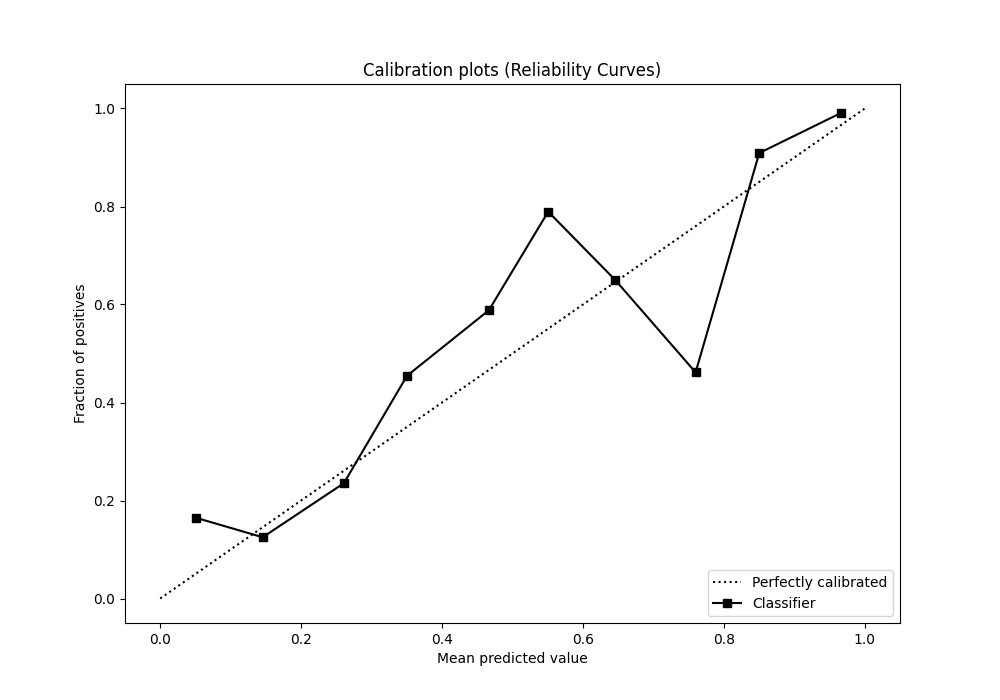 Calibration plots (Reliability Curves)
1.0
0.8
0.6
0.4
0.2
0.0
Fraction of positives
0.0 0.2 0.4 0.6 0.8 1.0
Mean predicted value
Perfectly calibrated
Classifier